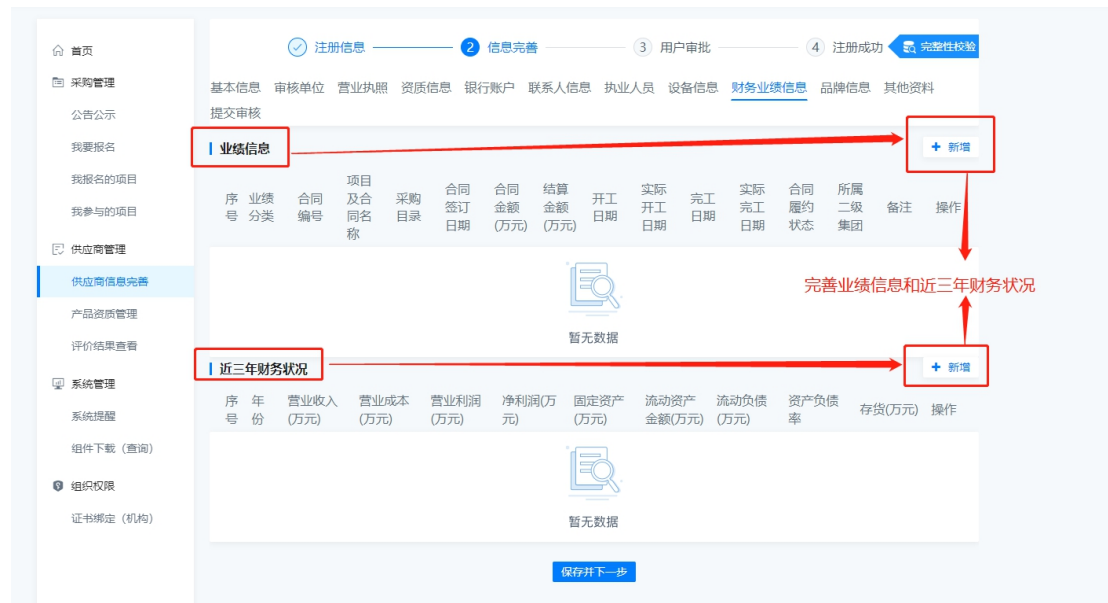 首页
采购管理
公告公示
我要报名
我报名的项目
我参与的项目
供应商管理
供应商信息完善
产品资质管理
评价结果查看
系统管理
系统提醒
组件下载（查询）
组织权限
证书绑定（机构）
注册信息 2 信息完善 3 用户审批 4 注册成功 完整性校验
基本信息 审核单位 营业执照 资质信息 银行账户 联系人信息 执业人员 设备信息 财务业绩信息 品牌信息 其他资料
提交审核
业绩信息 + 新增
序号 业绩分类 合同编号 项目及合同名称 采购目录 合同签订日期 合同金额(万元) 结算金额(万元) 开工日期 实际开工日期 完工日期 实际完工日期 合同履约状态 所属二级集团 备注 操作
暂无数据
完善业绩信息和近三年财务状况
近三年财务状况 + 新增
序号 年份 营业收入(万元) 营业成本(万元) 营业利润(万元) 净利润(万元) 固定资产(万元) 流动资产金额(万元) 流动负债(万元) 资产负债率 存货(万元) 操作
暂无数据
保存并下一步